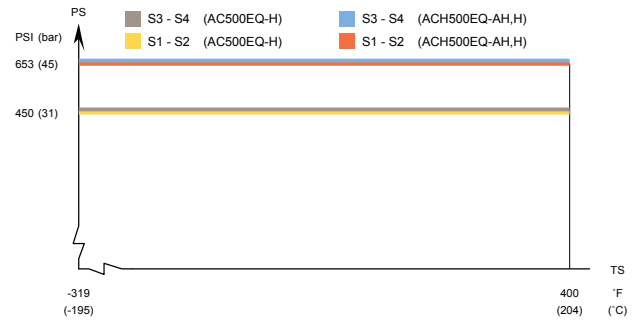 PS
S3 - S4 (AC500EQ-H) S3 - S4 (ACH500EQ-AH,H)
PSI (bar) S1 - S2 (AC500EQ-H) S1 - S2 (ACH500EQ-AH,H)
653 (45)
450 (31)
TS
-319 400 ˚F
(-195) (204) (˚C)